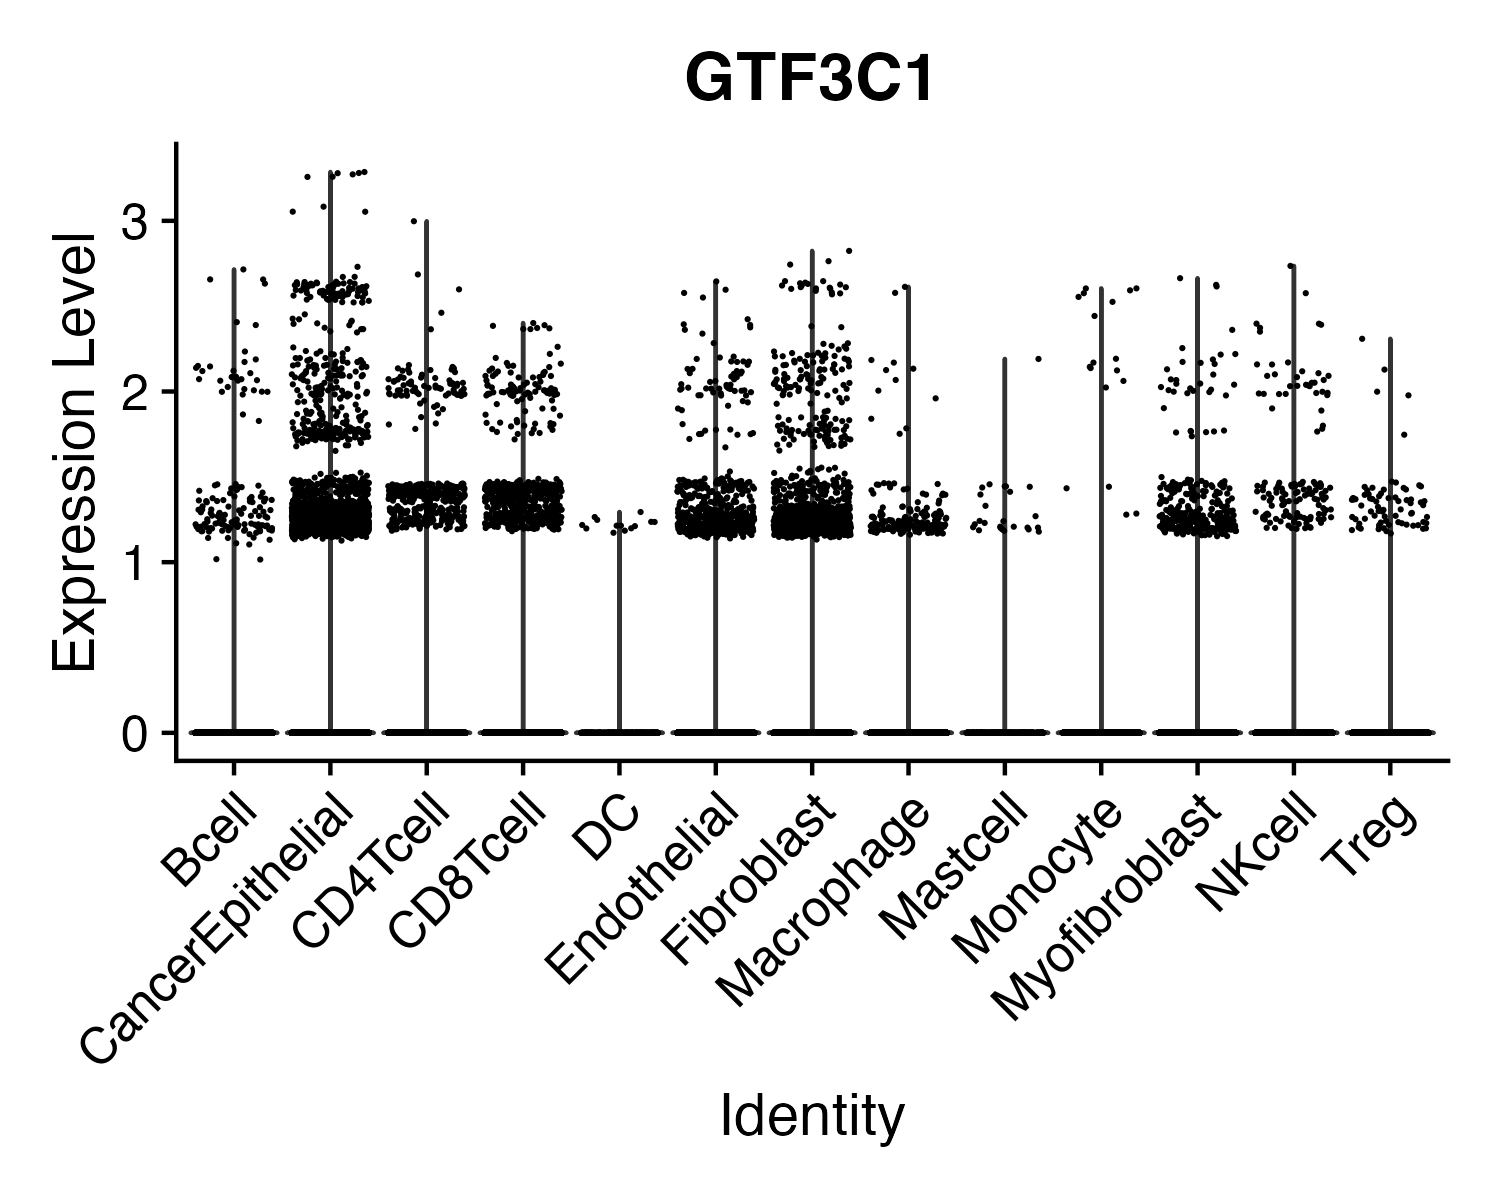 GTF3C1
Expression Level
3
2
1
0
Bcell
CancerEpithelial
CD4Tcell
CD8Tcell
DC
Endothelial
Fibroblast
Macrophage
Mastcell
Monocyte
Myofibroblast
NKcell
Treg
Identity